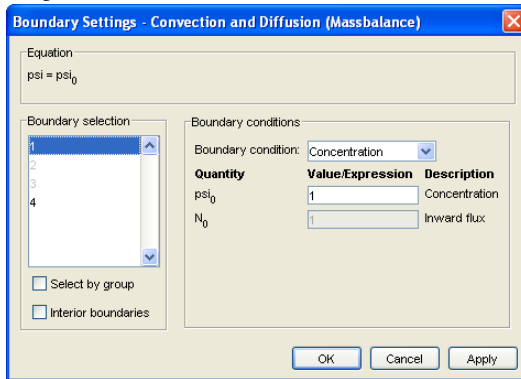 Boundary Settings - Convection and Diffusion (Massbalance)
Equation
psi = psi₀
Boundary selection
1
2
3
4
Select by group
Interior boundaries
Boundary conditions
Boundary condition: Concentration
Quantity Value/Expression Description
psi₀ 1 Concentration
N₀ 1 Inward flux
OK Cancel Apply